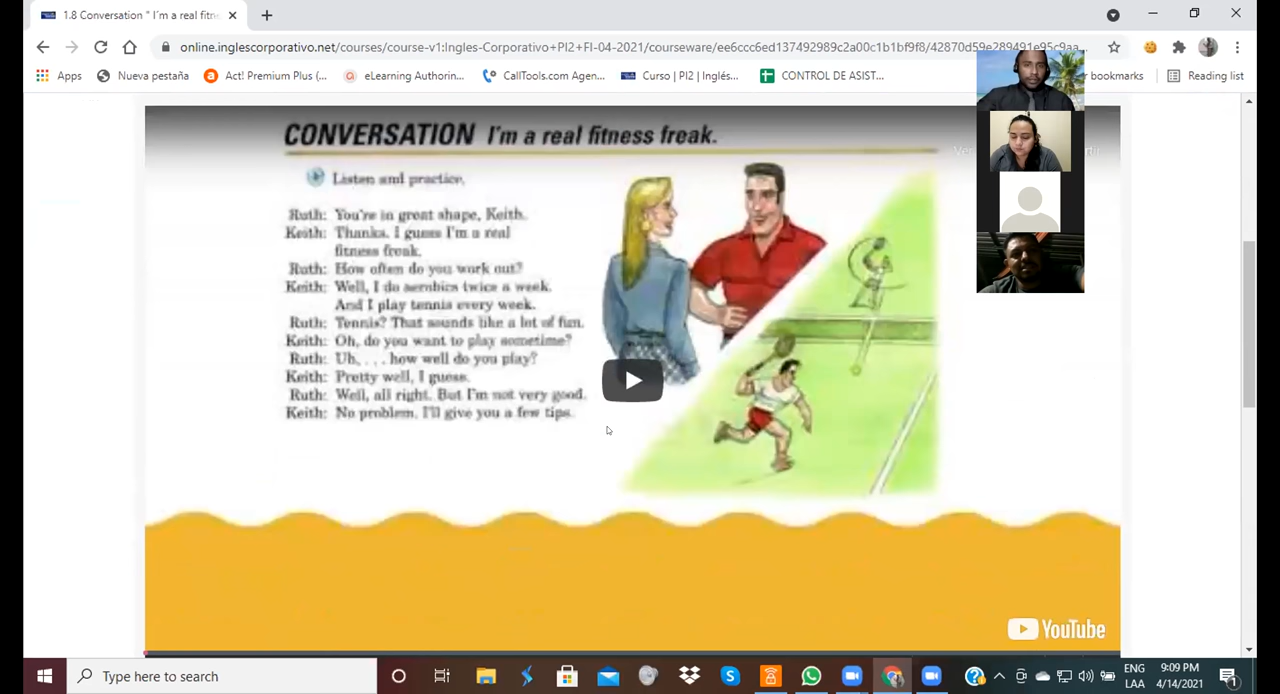 1.8 Conversation " I´m a real fitne
online.inglescorporativo.net/courses/course-v1:Ingles-Corporativo+PI2+FI-04-2021/courseware/ee6ccc6ed137492989c2a00c1b1bf9f8/42870d59e289491e95c9aa...
Apps Nueva pestaña Act! Premium Plus (... eLearning Authorin... CallTools.com Agen... Curso | PI2 | Inglés... CONTROL DE ASIST... bookmarks Reading list
CONVERSATION I'm a real fitness freak.
Listen and practice.
Ruth: You're in great shape, Keith.
Keith: Thanks. I guess I'm a real
fitness freak.
Ruth: How often do you work out?
Keith: Well, I do aerobics twice a week.
And I play tennis every week.
Ruth: Tennis? That sounds like a lot of fun.
Keith: Oh, do you want to play sometime?
Ruth: Uh, . . . how well do you play?
Keith: Pretty well, I guess.
Ruth: Well, all right. But I'm not very good.
Keith: No problem. I'll give you a few tips.
YouTube
Type here to search
ENG 9:09 PM
LAA 4/14/2021